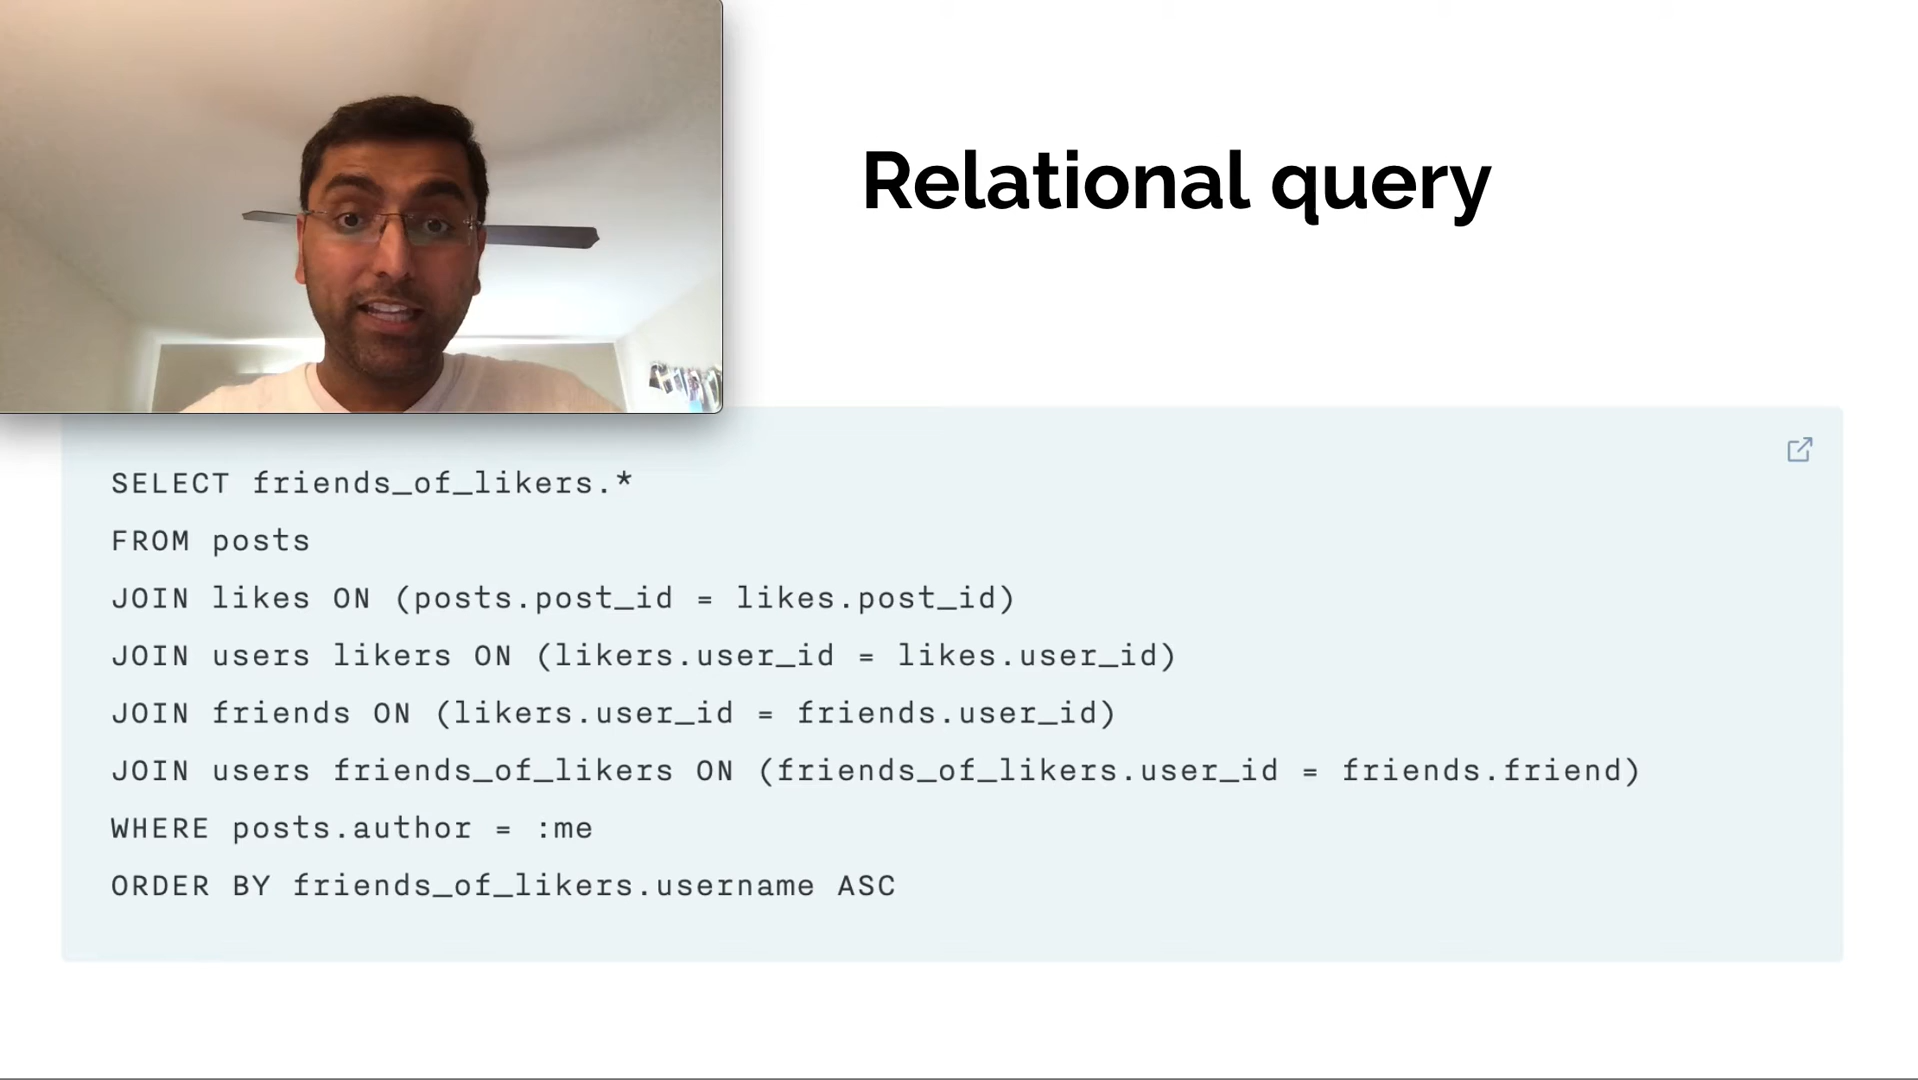 Relational query
SELECT friends_of_likers.*
FROM posts
JOIN likes ON (posts.post_id = likes.post_id)
JOIN users likers ON (likers.user_id = likes.user_id)
JOIN friends ON (likers.user_id = friends.user_id)
JOIN users friends_of_likers ON (friends_of_likers.user_id = friends.friend)
WHERE posts.author = :me
ORDER BY friends_of_likers.username ASC